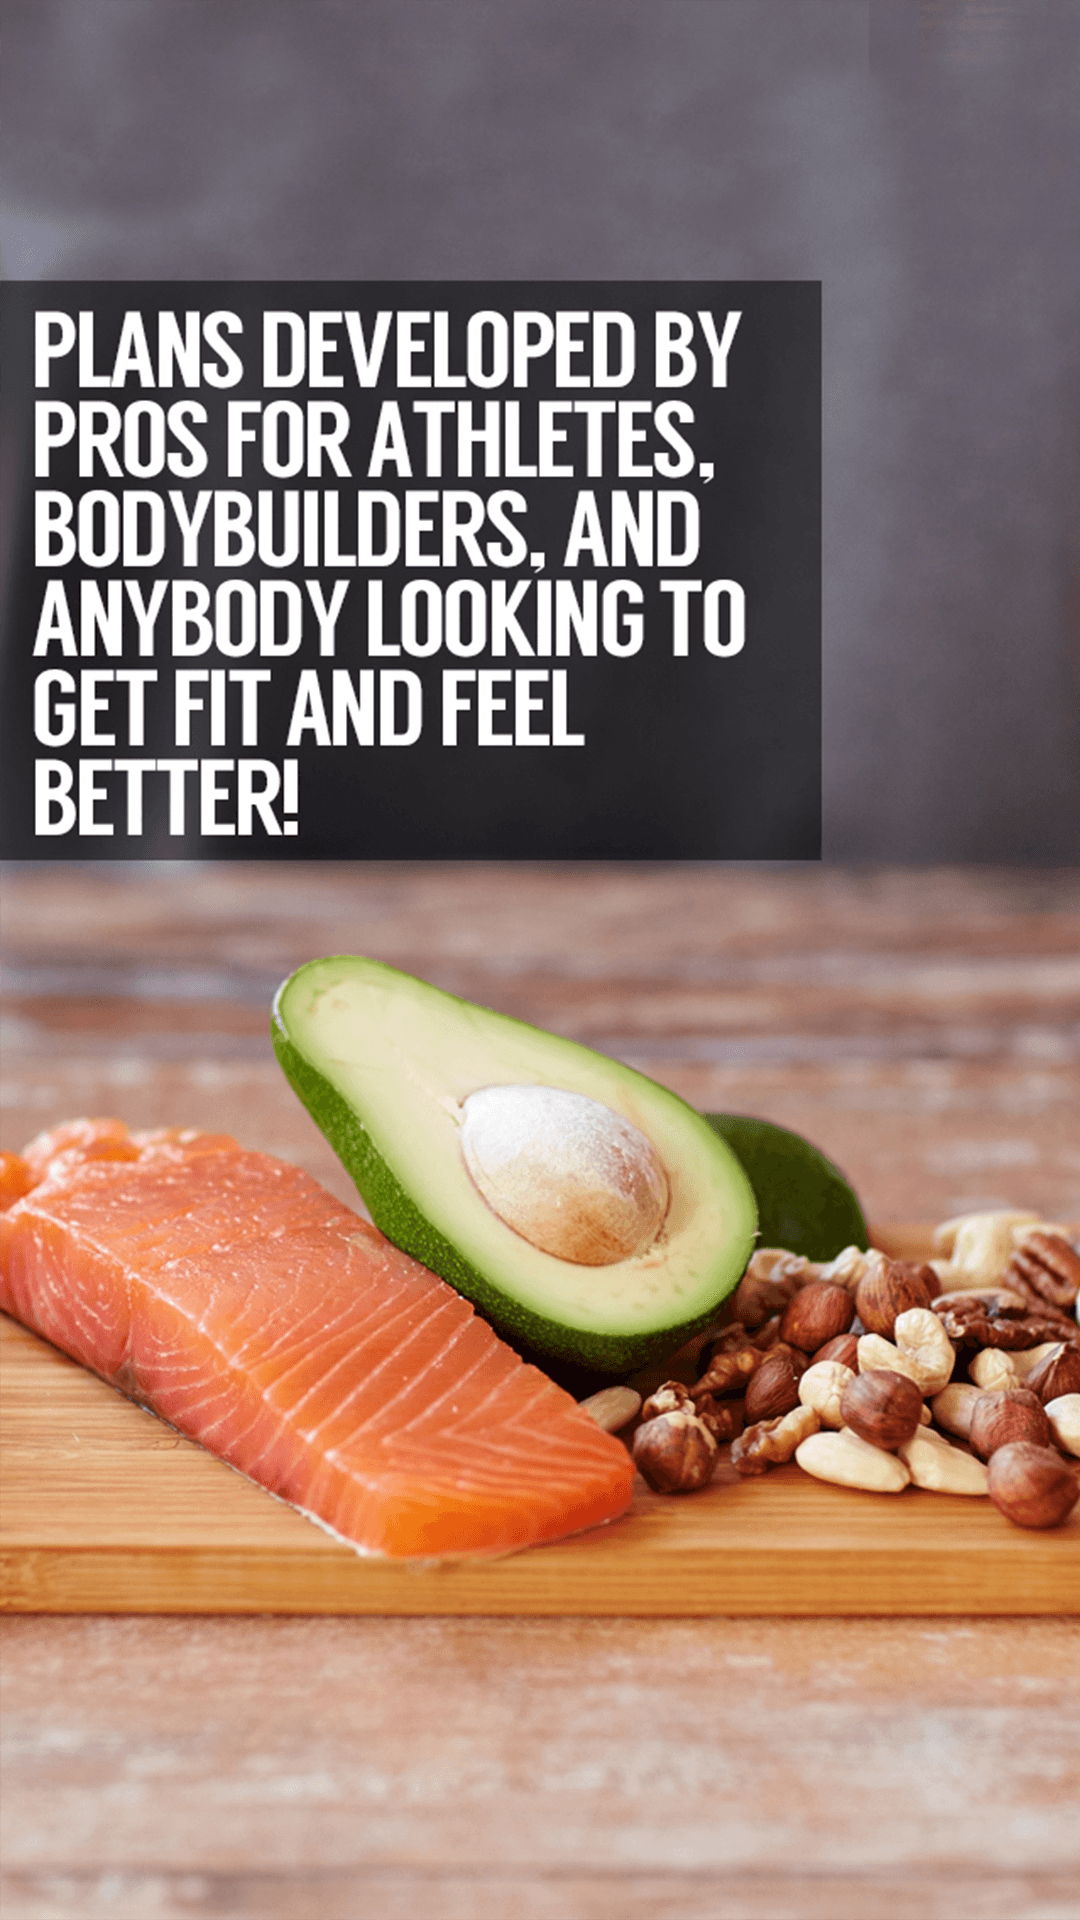 PLANS DEVELOPED BY
PROS FOR ATHLETES,
BODYBUILDERS, AND
ANYBODY LOOKING TO
GET FIT AND FEEL
BETTER!